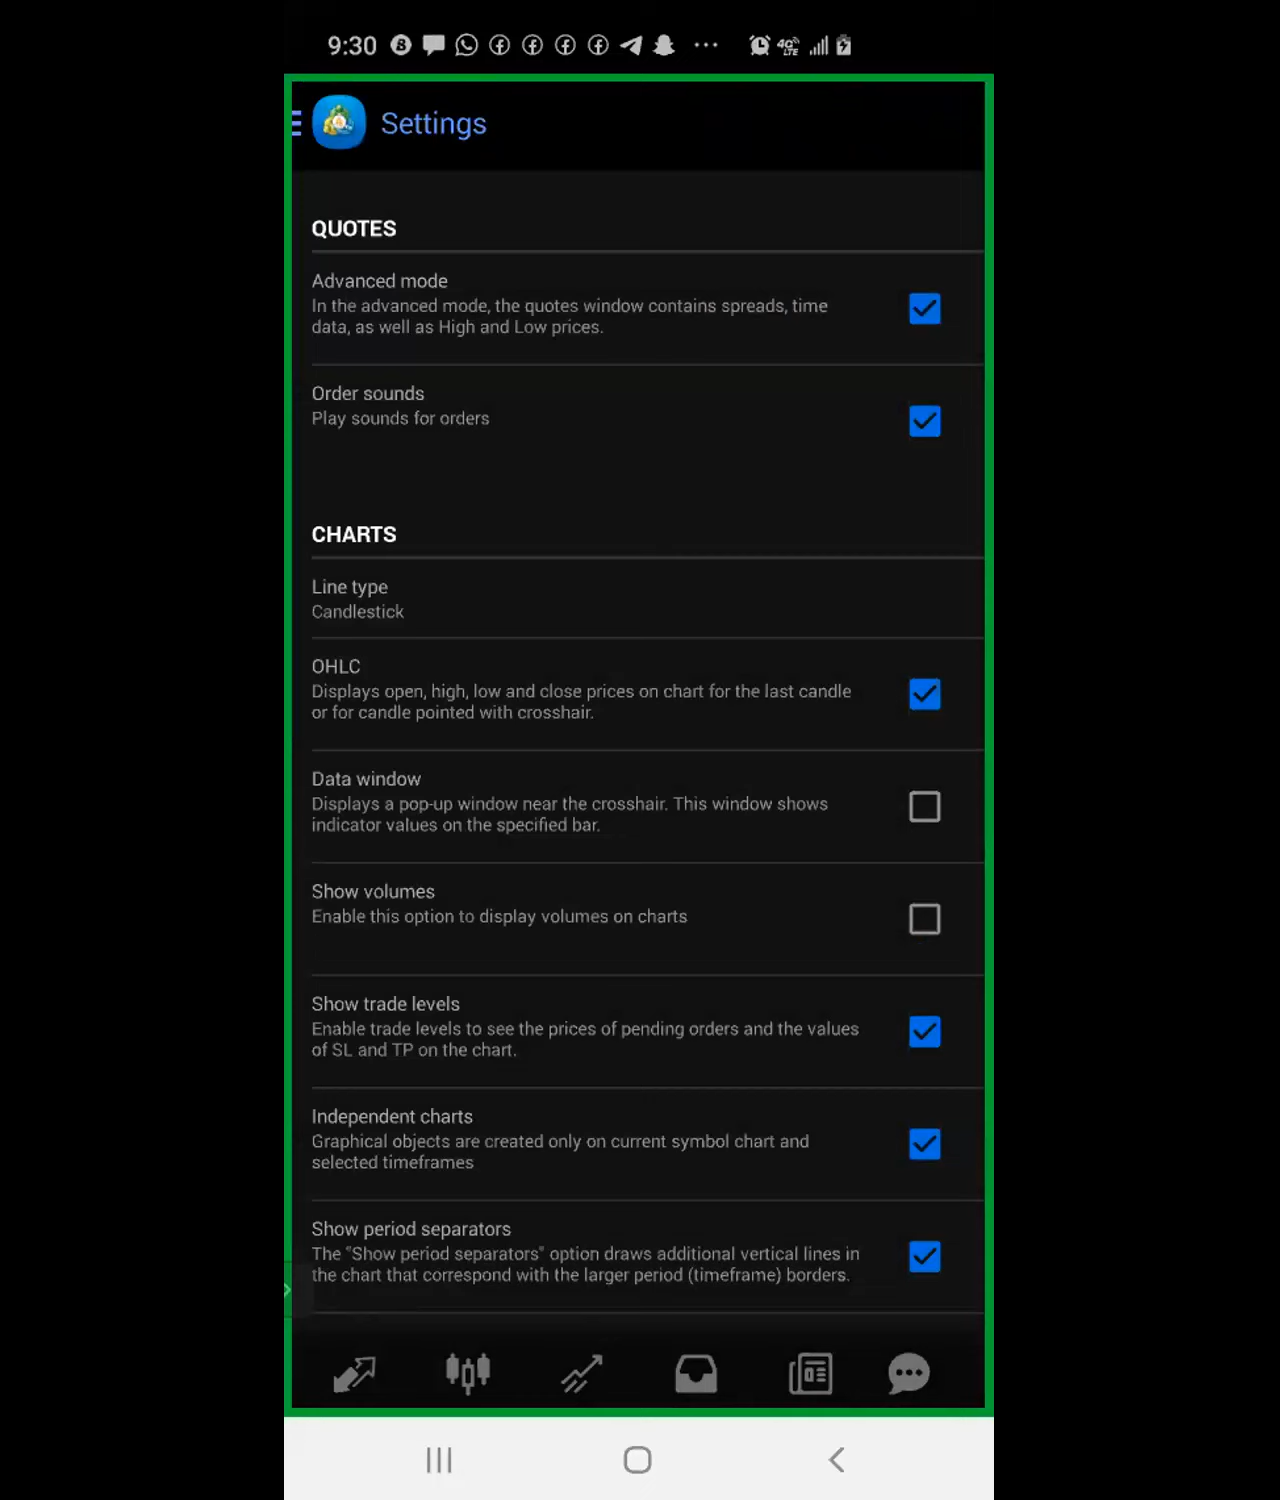 9:30
Settings
QUOTES
Advanced mode
In the advanced mode, the quotes window contains spreads, time
data, as well as High and Low prices.
Order sounds
Play sounds for orders
CHARTS
Line type
Candlestick
OHLC
Displays open, high, low and close prices on chart for the last candle
or for candle pointed with crosshair.
Data window
Displays a pop-up window near the crosshair. This window shows
indicator values on the specified bar.
Show volumes
Enable this option to display volumes on charts
Show trade levels
Enable trade levels to see the prices of pending orders and the values
of SL and TP on the chart.
Independent charts
Graphical objects are created only on current symbol chart and
selected timeframes
Show period separators
The "Show period separators" option draws additional vertical lines in
the chart that correspond with the larger period (timeframe) borders.